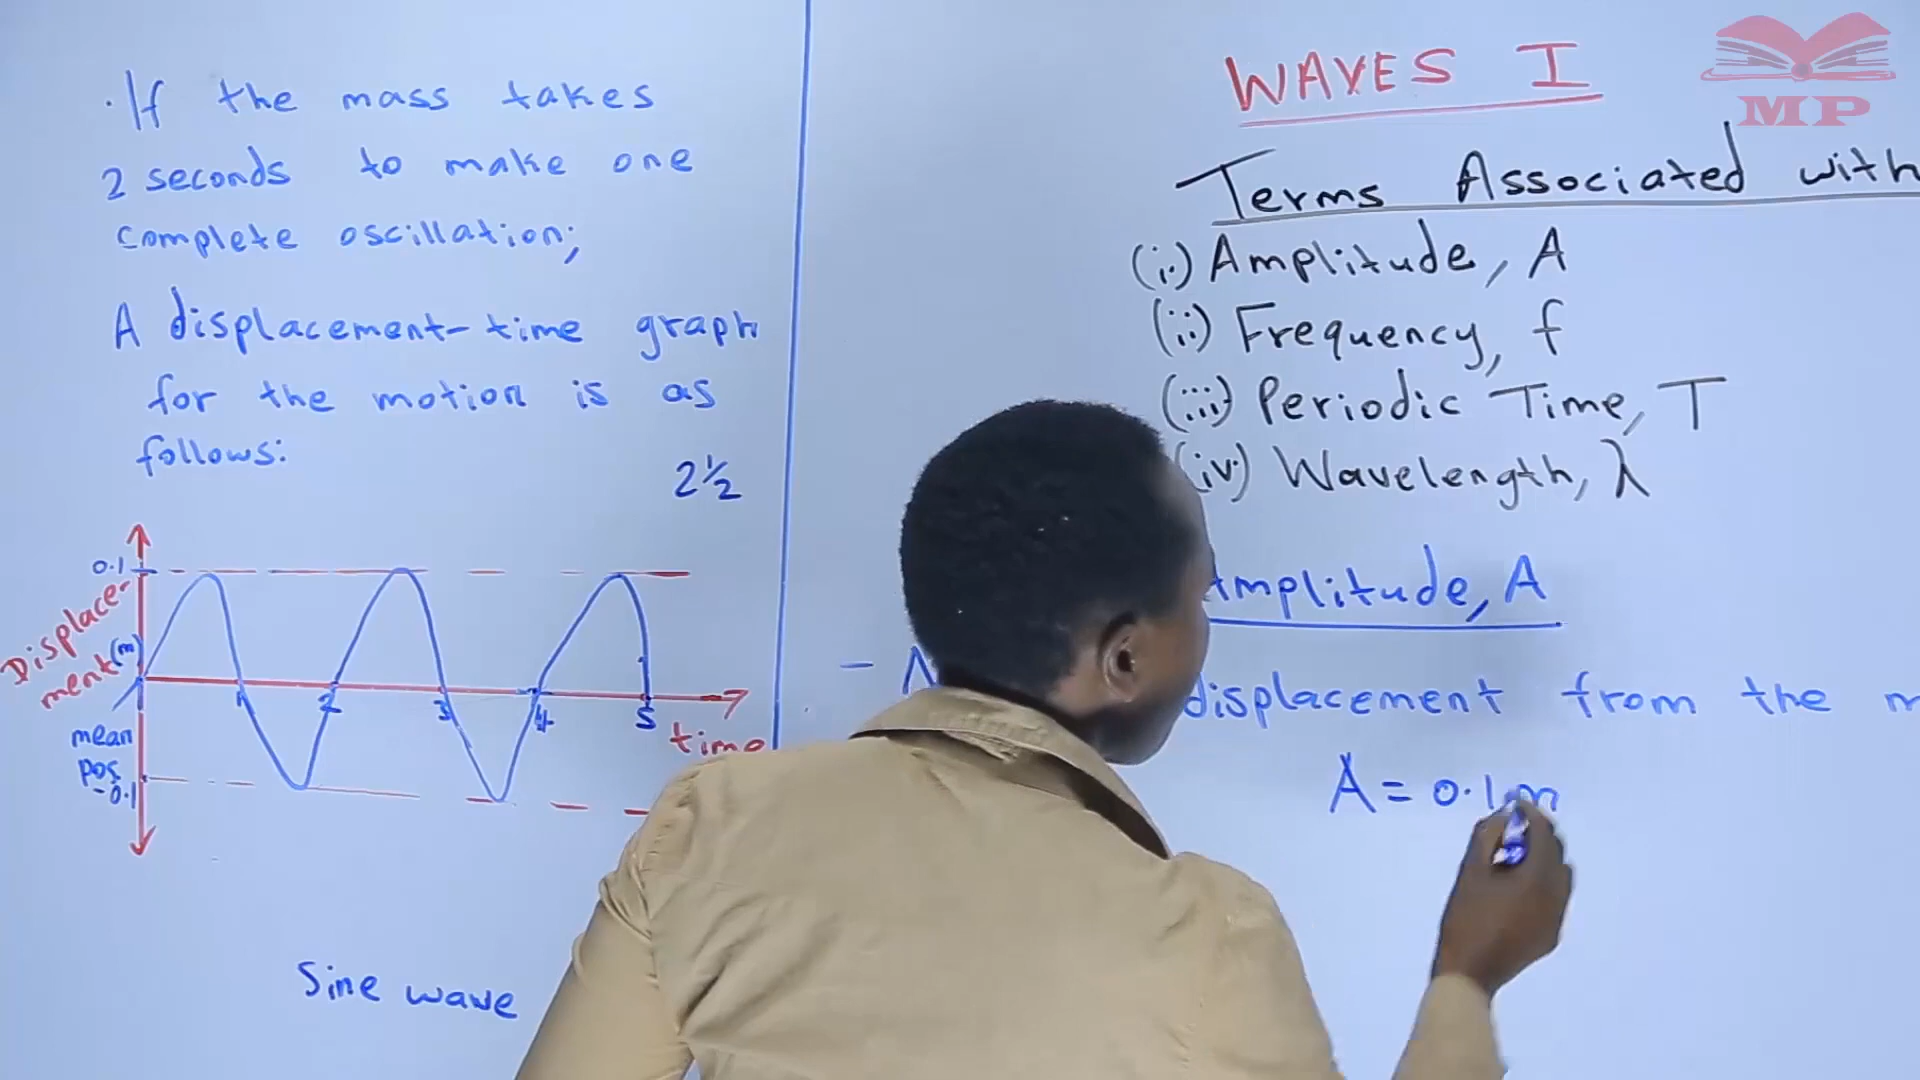 · If the mass takes
2 seconds to make one
complete oscillation;
A displacement-time graph
for the motion is as
follows:
2½
0.1
Displace-
ment (m)
mean
pos
-0.1
1 2 3 4 5
time
Sine wave
WAVES I
MP
Terms Associated with
(i.) Amplitude, A
(ii) Frequency, f
(iii) Periodic Time, T
(iv.) Wavelength, λ
Amplitude, A
- displacement from the
A = 0.1m